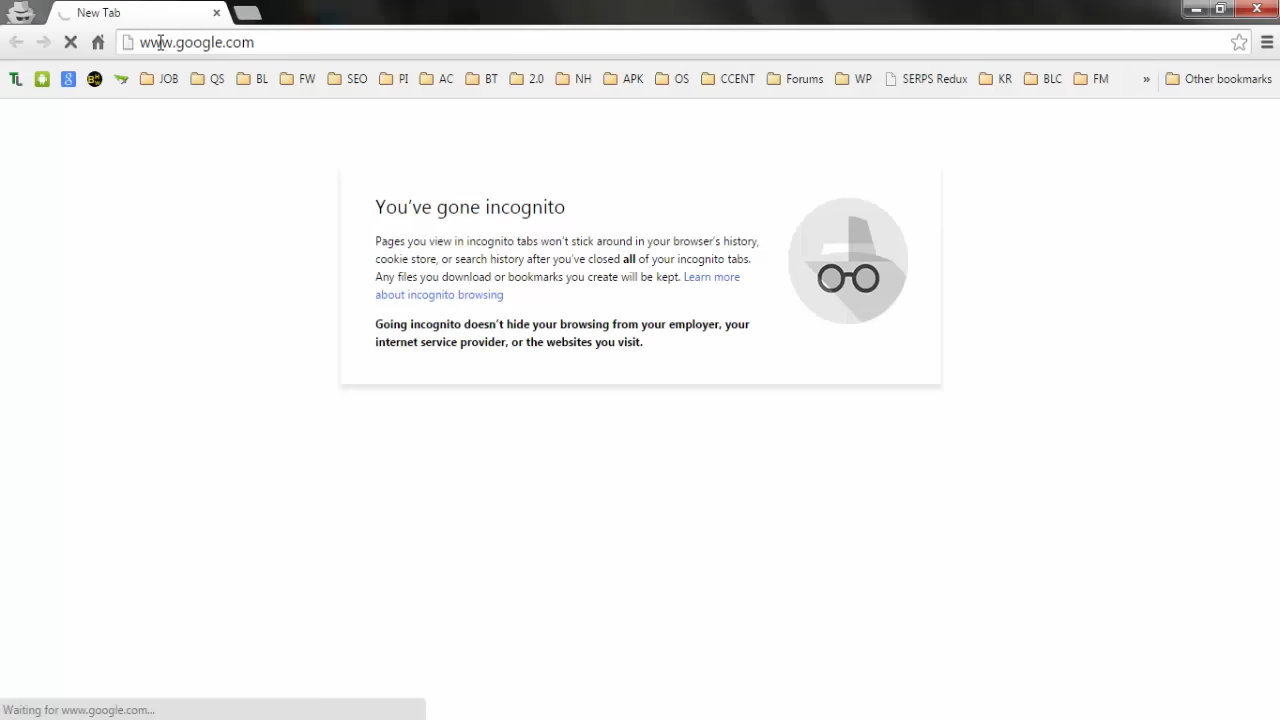 New Tab
www.google.com
TL JOB QS BL FW SEO PI AC BT 2.0 NH APK OS CCENT Forums WP SERPS Redux KR BLC FM » Other bookmarks
You've gone incognito
Pages you view in incognito tabs won't stick around in your browser's history,
cookie store, or search history after you've closed all of your incognito tabs.
Any files you download or bookmarks you create will be kept. Learn more
about incognito browsing
Going incognito doesn't hide your browsing from your employer, your
internet service provider, or the websites you visit.
Waiting for www.google.com...